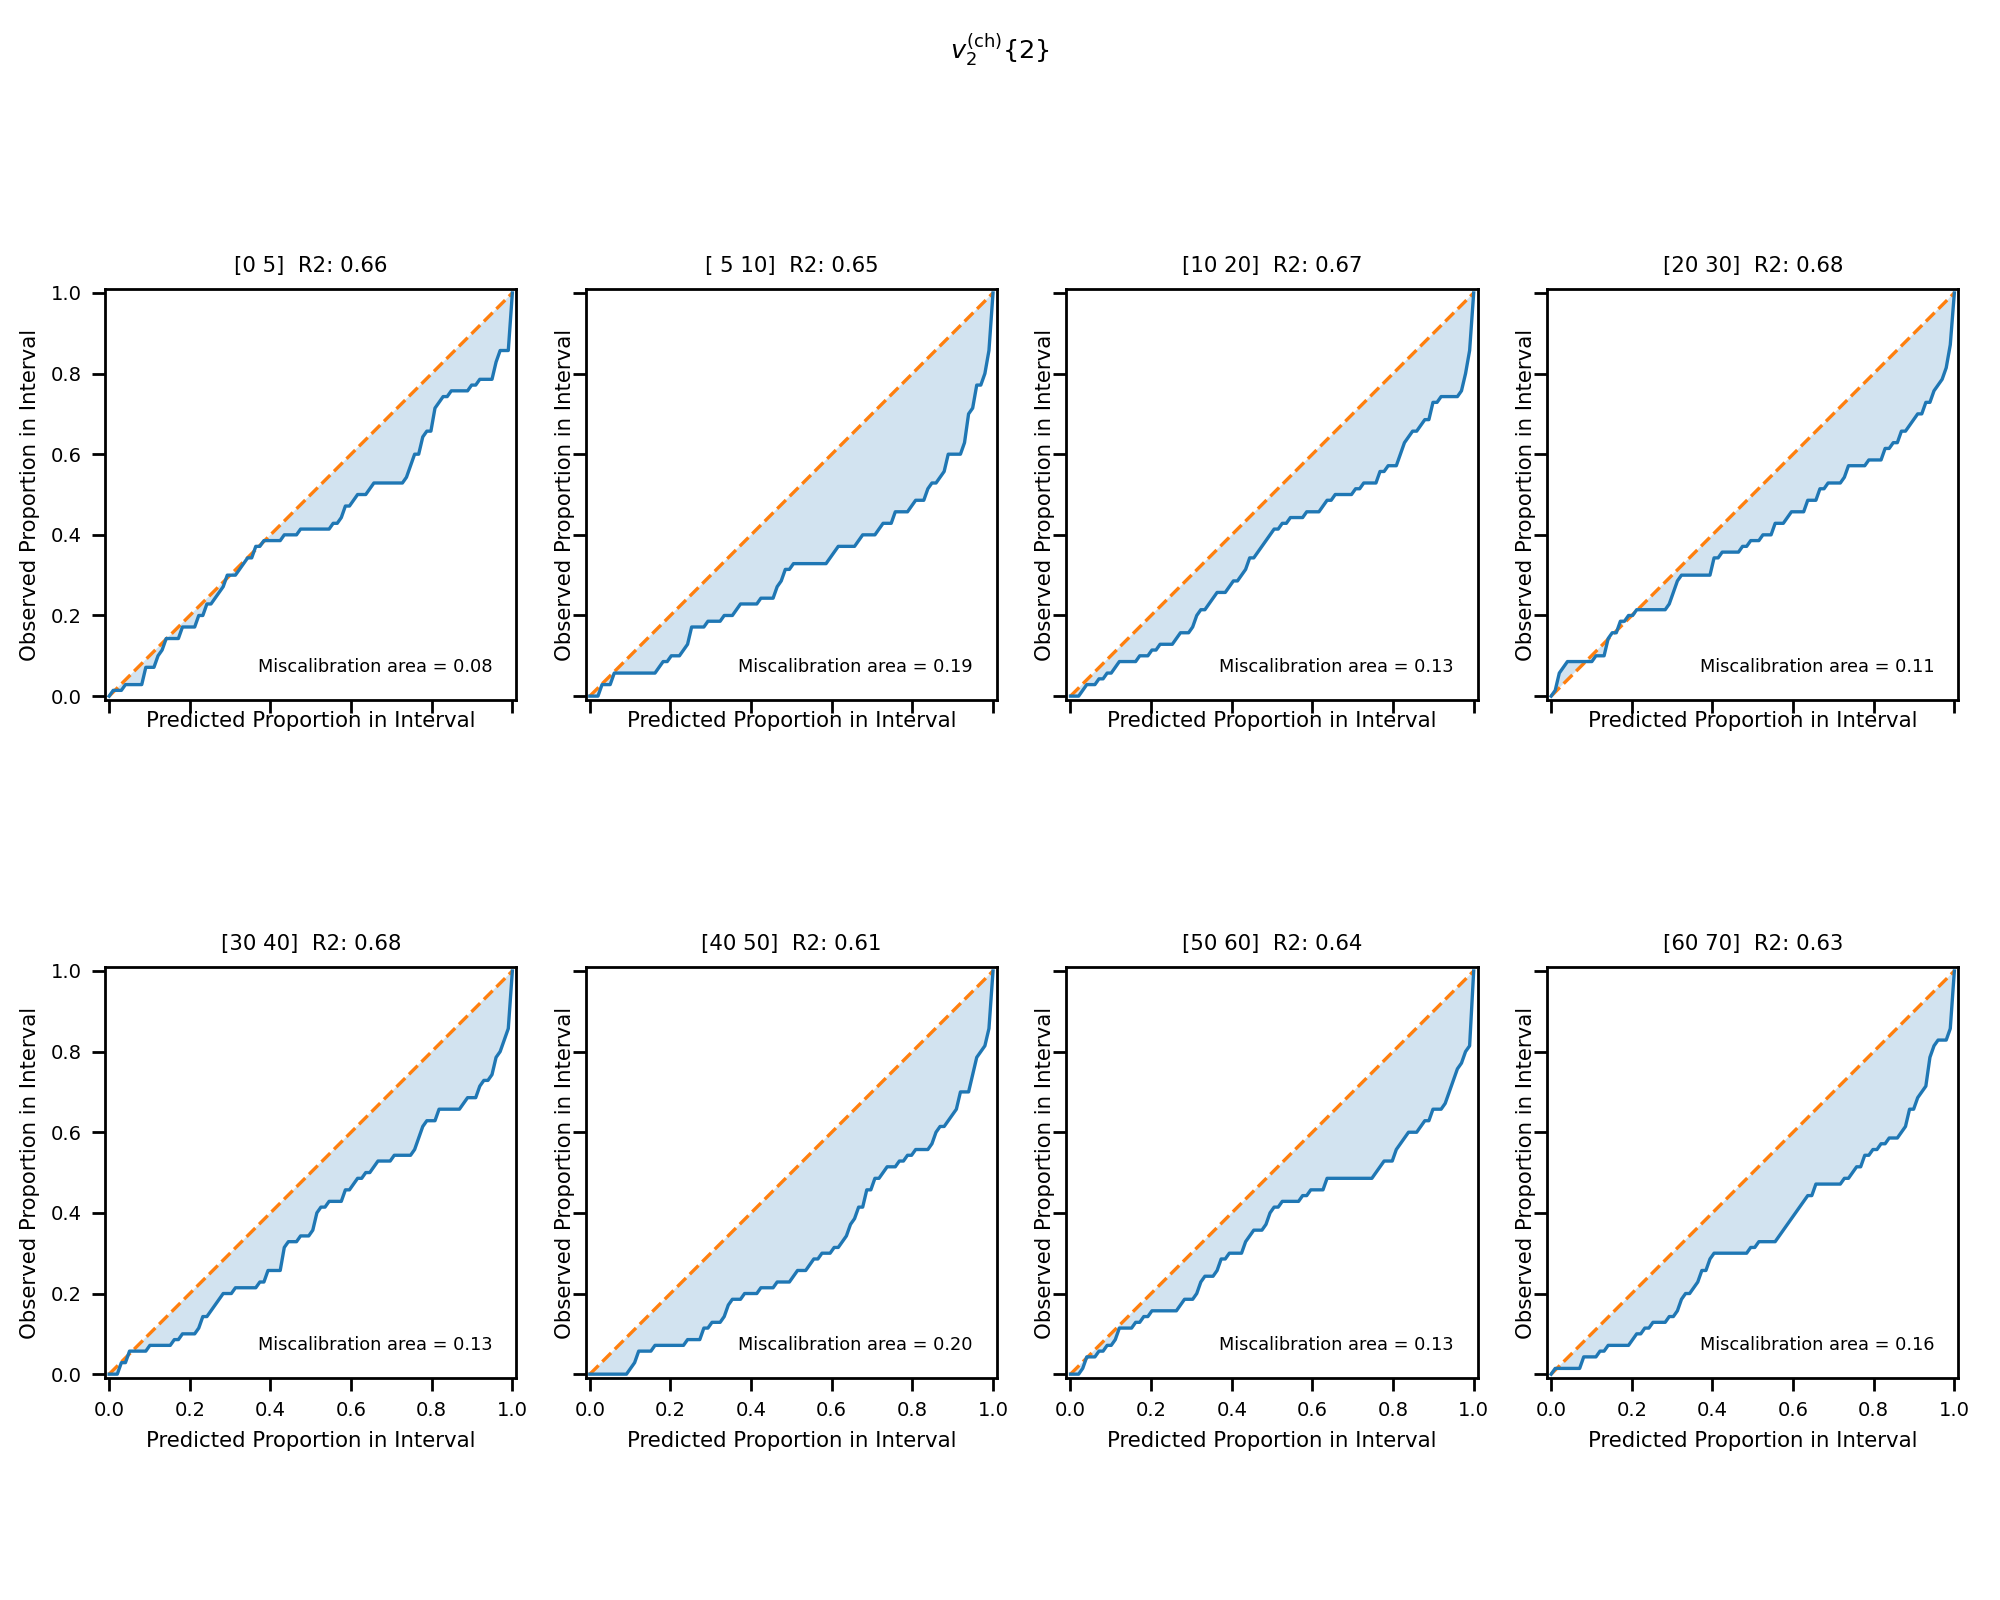 v₂⁽ᶜʰ⁾{2}
[0 5]  R2: 0.66
[ 5 10]  R2: 0.65
[10 20]  R2: 0.67
[20 30]  R2: 0.68
Observed Proportion in Interval
1.0
0.8
0.6
0.4
0.2
0.0
Miscalibration area = 0.08
Predicted Proportion in Interval
Observed Proportion in Interval
Miscalibration area = 0.19
Predicted Proportion in Interval
Observed Proportion in Interval
Miscalibration area = 0.13
Predicted Proportion in Interval
Observed Proportion in Interval
Miscalibration area = 0.11
Predicted Proportion in Interval
[30 40]  R2: 0.68
[40 50]  R2: 0.61
[50 60]  R2: 0.64
[60 70]  R2: 0.63
Observed Proportion in Interval
1.0
0.8
0.6
0.4
0.2
0.0
Miscalibration area = 0.13
0.0 0.2 0.4 0.6 0.8 1.0
Predicted Proportion in Interval
Observed Proportion in Interval
Miscalibration area = 0.20
0.0 0.2 0.4 0.6 0.8 1.0
Predicted Proportion in Interval
Observed Proportion in Interval
Miscalibration area = 0.13
0.0 0.2 0.4 0.6 0.8 1.0
Predicted Proportion in Interval
Observed Proportion in Interval
Miscalibration area = 0.16
0.0 0.2 0.4 0.6 0.8 1.0
Predicted Proportion in Interval